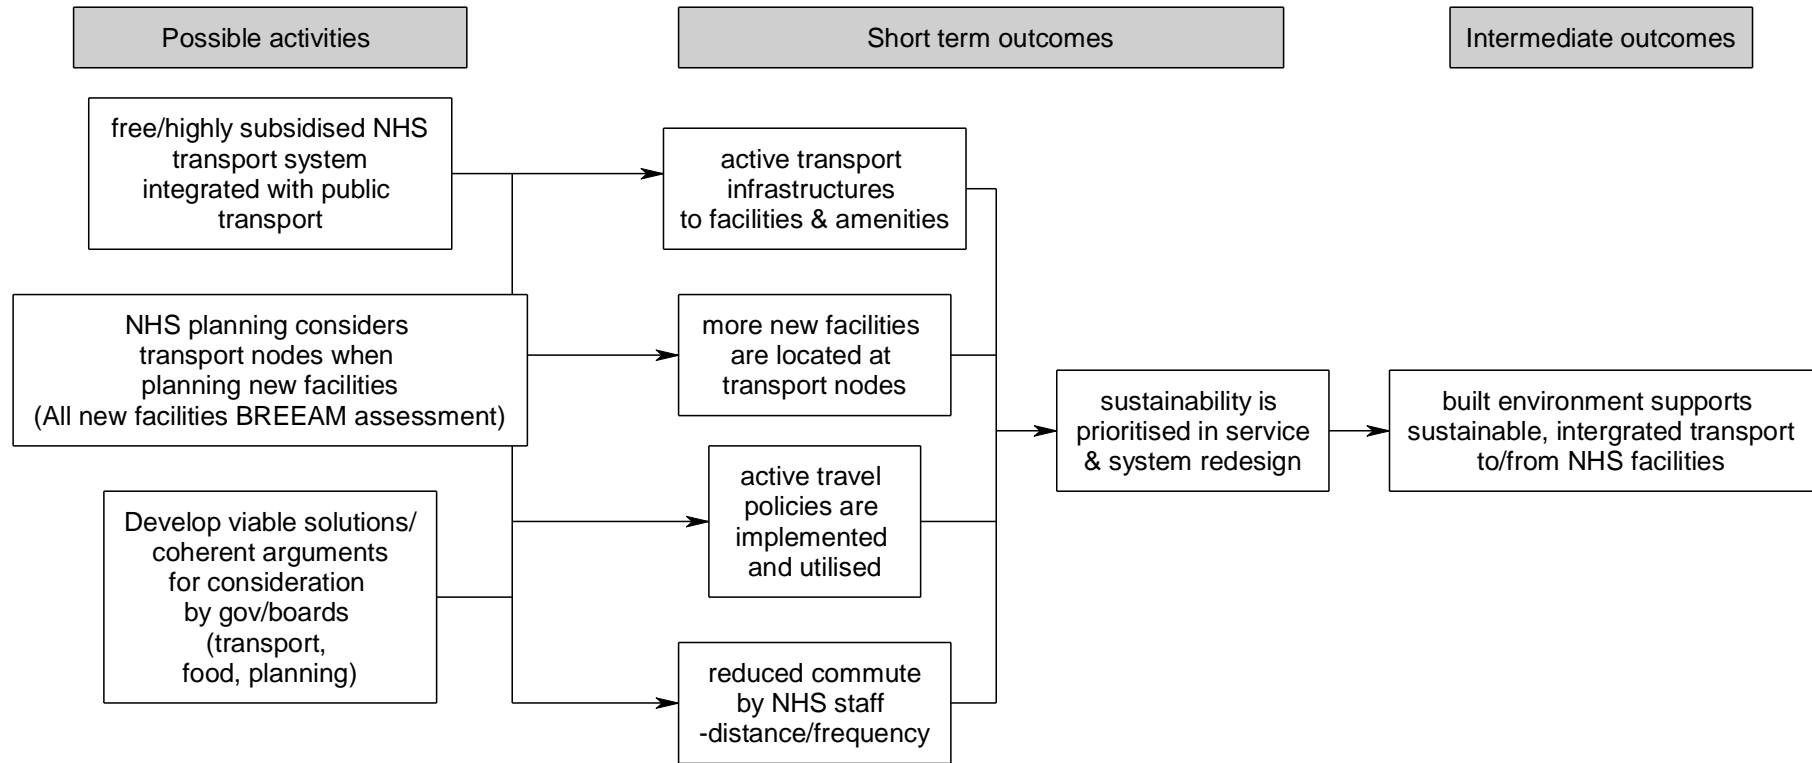 Possible activities
Short term outcomes
Intermediate outcomes
free/highly subsidised NHS
transport system
integrated with public
transport
NHS planning considers
transport nodes when
planning new facilities
(All new facilities BREEAM assessment)
Develop viable solutions/
coherent arguments
for consideration
by gov/boards
(transport,
food, planning)
active transport
infrastructures
to facilities & amenities
more new facilities
are located at
transport nodes
active travel
policies are
implemented
and utilised
reduced commute
by NHS staff
-distance/frequency
sustainability is
prioritised in service
& system redesign
built environment supports
sustainable, intergrated transport
to/from NHS facilities